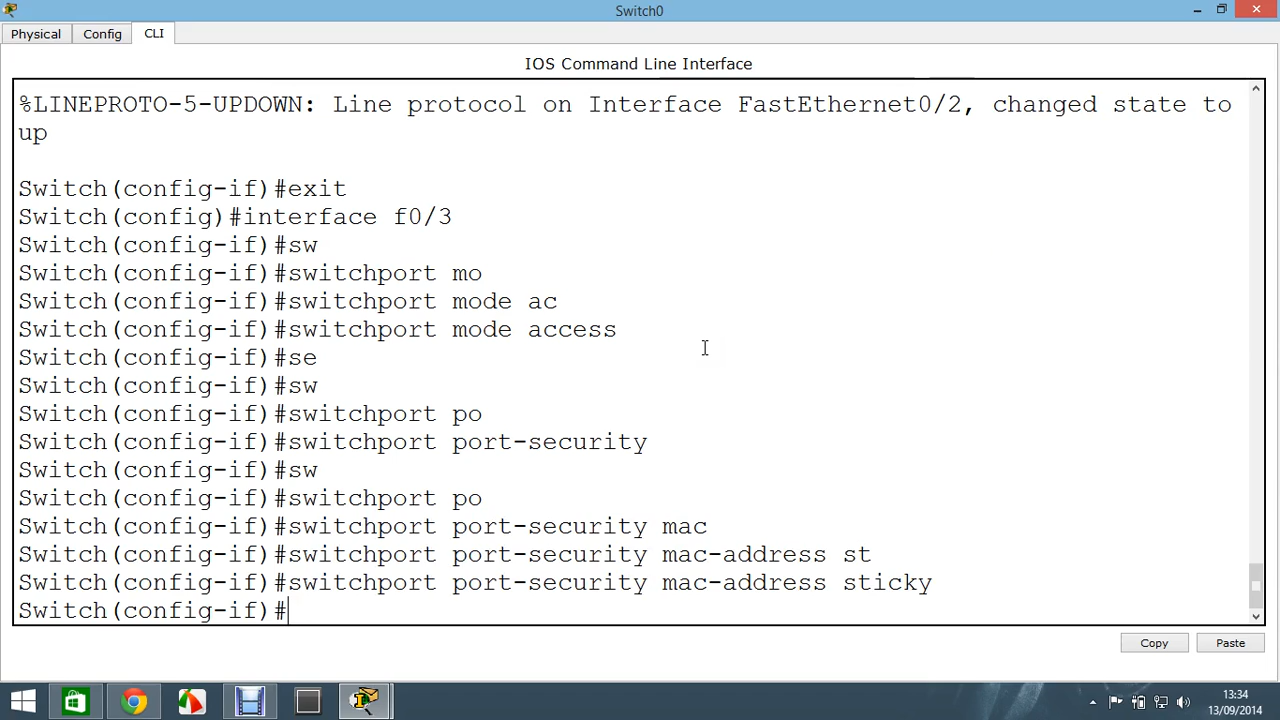 Switch0
Physical
Config
CLI
IOS Command Line Interface
%LINEPROTO-5-UPDOWN: Line protocol on Interface FastEthernet0/2, changed state to
up
Switch(config-if)#exit
Switch(config)#interface f0/3
Switch(config-if)#sw
Switch(config-if)#switchport mo
Switch(config-if)#switchport mode ac
Switch(config-if)#switchport mode access
Switch(config-if)#se
Switch(config-if)#sw
Switch(config-if)#switchport po
Switch(config-if)#switchport port-security
Switch(config-if)#sw
Switch(config-if)#switchport po
Switch(config-if)#switchport port-security mac
Switch(config-if)#switchport port-security mac-address st
Switch(config-if)#switchport port-security mac-address sticky
Switch(config-if)#
Copy
Paste
13:34
13/09/2014